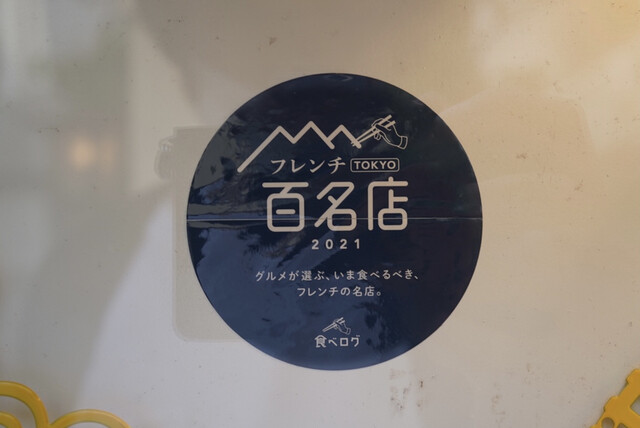 フレンチ TOKYO
百名店
2021
グルメが選ぶ、いま食べるべき、
フレンチの名店。
食べログ